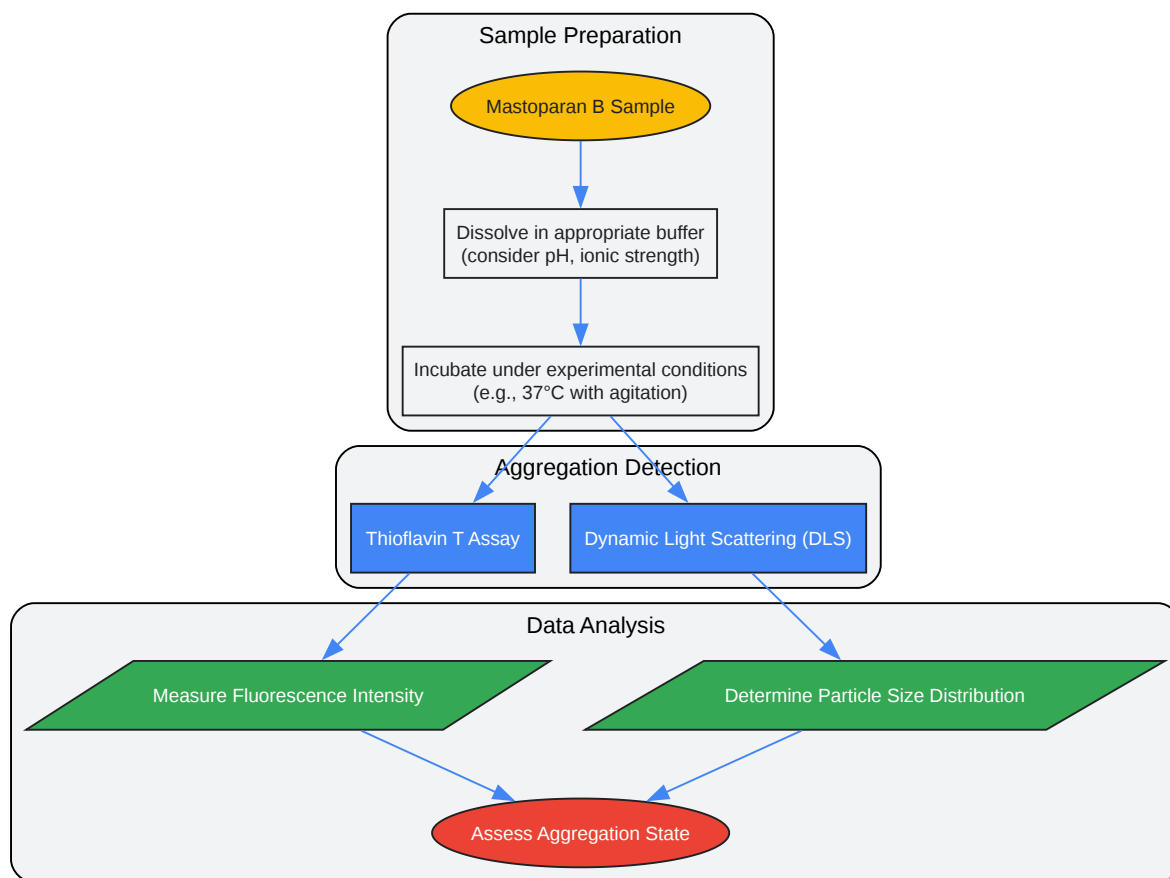 Sample Preparation
Mastoparan B Sample
Dissolve in appropriate buffer
(consider pH, ionic strength)
Incubate under experimental conditions
(e.g., 37°C with agitation)
Aggregation Detection
Thioflavin T Assay
Dynamic Light Scattering (DLS)
Data Analysis
Measure Fluorescence Intensity
Determine Particle Size Distribution
Assess Aggregation State